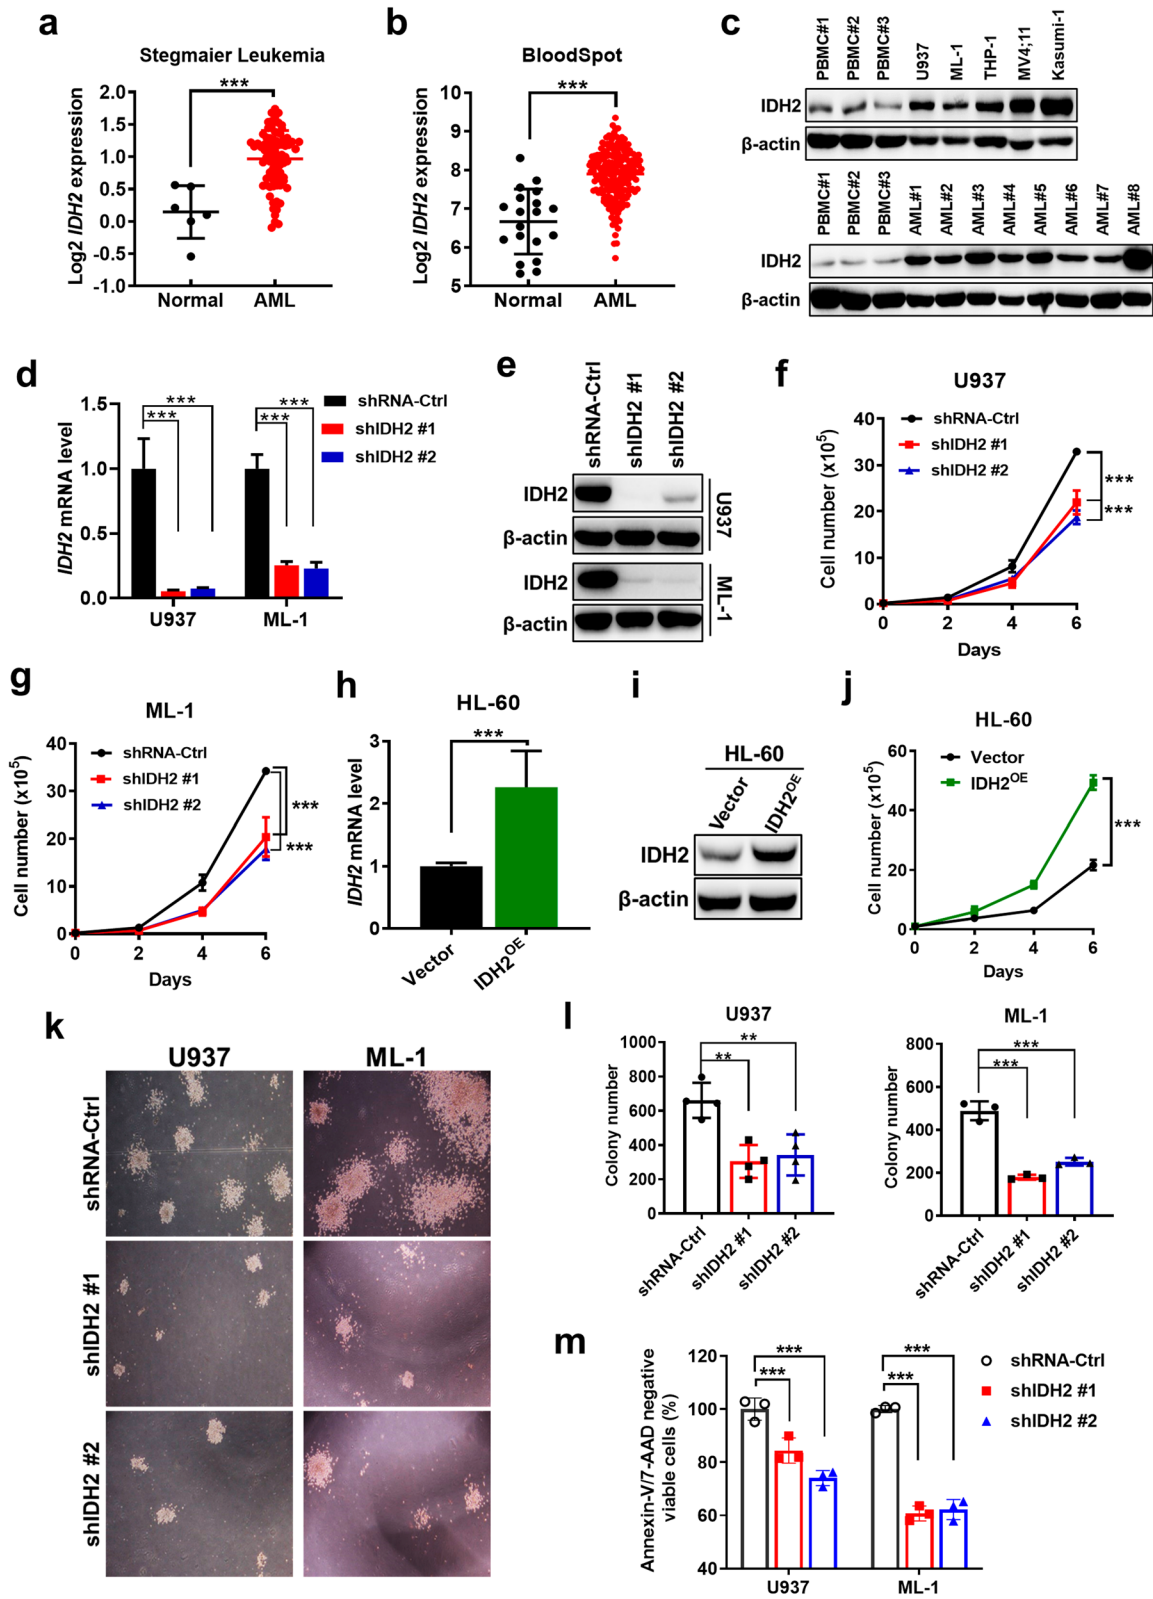 a
Stegmaier Leukemia
***
Log2 IDH2 expression
2.0
1.5
1.0
0.5
0.0
-0.5
-1.0
Normal
AML
b
BloodSpot
***
Log2 IDH2 expression
10
9
8
7
6
5
Normal
AML
c
PBMC#1
PBMC#2
PBMC#3
U937
ML-1
THP-1
MV4;11
Kasumi-1
IDH2
β-actin
PBMC#1
PBMC#2
PBMC#3
AML#1
AML#2
AML#3
AML#4
AML#5
AML#6
AML#7
AML#8
IDH2
β-actin
d
IDH2 mRNA level
1.5
1.0
0.5
0.0
***
***
***
***
U937
ML-1
shRNA-Ctrl
shIDH2 #1
shIDH2 #2
e
shRNA-Ctrl
shIDH2 #1
shIDH2 #2
IDH2
β-actin
U937
IDH2
β-actin
ML-1
f
U937
shRNA-Ctrl
shIDH2 #1
shIDH2 #2
Cell number (x10⁵)
40
30
20
10
0
***
***
0
2
4
6
Days
g
ML-1
shRNA-Ctrl
shIDH2 #1
shIDH2 #2
Cell number (x10⁵)
40
30
20
10
0
***
***
0
2
4
6
Days
h
HL-60
***
IDH2 mRNA level
3
2
1
0
Vector
IDH2ᴼᴱ
i
HL-60
Vector
IDH2ᴼᴱ
IDH2
β-actin
j
HL-60
Vector
IDH2ᴼᴱ
Cell number (x10⁵)
60
40
20
0
***
0
2
4
6
Days
k
U937
ML-1
shRNA-Ctrl
shIDH2 #1
shIDH2 #2
l
U937
Colony number
1000
800
600
400
200
0
**
**
shRNA-Ctrl
shIDH2 #1
shIDH2 #2
ML-1
Colony number
800
600
400
200
0
***
***
shRNA-Ctrl
shIDH2 #1
shIDH2 #2
m
Annexin-V/7-AAD negative
viable cells (%)
120
100
80
60
40
***
***
***
***
U937
ML-1
shRNA-Ctrl
shIDH2 #1
shIDH2 #2